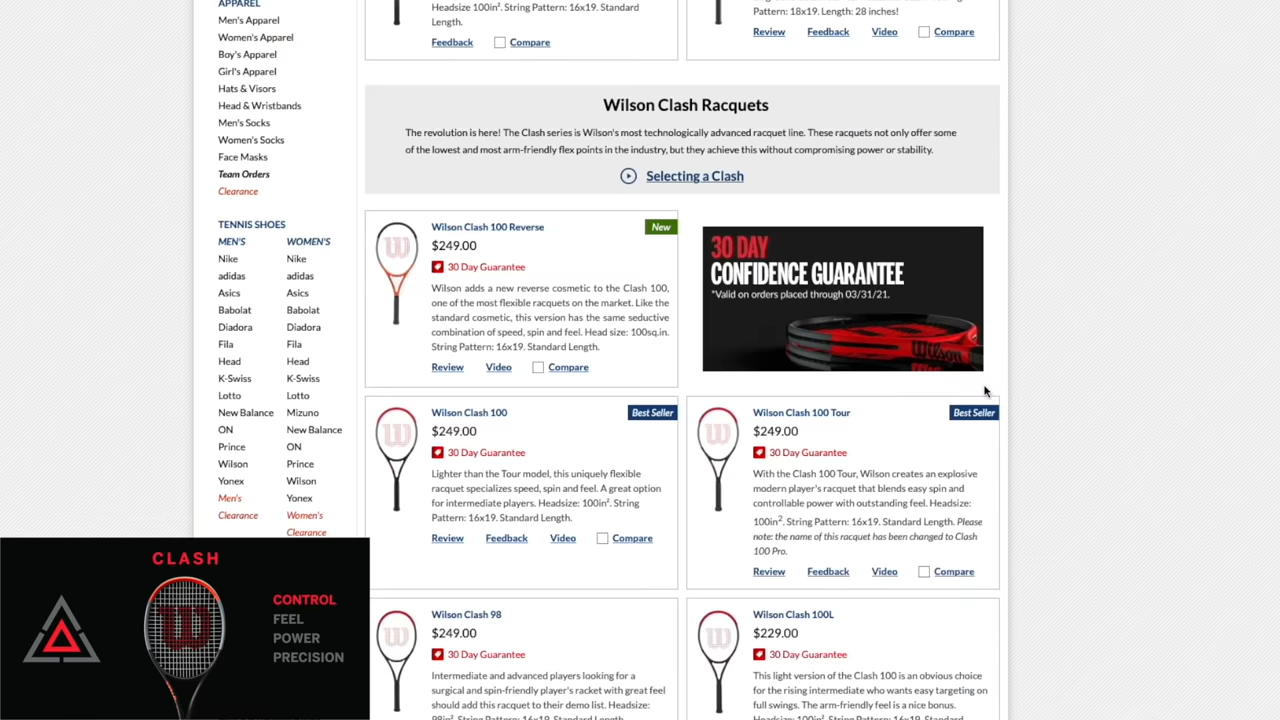 APPAREL
Men's Apparel
Women's Apparel
Boy's Apparel
Girl's Apparel
Hats & Visors
Head & Wristbands
Men's Socks
Women's Socks
Face Masks
Team Orders
Clearance
TENNIS SHOES
MEN'S
Nike
adidas
Asics
Babolat
Diadora
Fila
Head
K-Swiss
Lotto
New Balance
ON
Prince
Wilson
Yonex
Men's
Clearance
WOMEN'S
Nike
adidas
Asics
Babolat
Diadora
Fila
Head
K-Swiss
Lotto
Mizuno
New Balance
ON
Prince
Wilson
Yonex
Women's
Clearance
Headsize 100in². String Pattern: 16x19. Standard
Length.
Feedback Compare
Pattern: 18x19. Length: 28 inches!
Review Feedback Video Compare
Wilson Clash Racquets
The revolution is here! The Clash series is Wilson's most technologically advanced racquet line. These racquets not only offer some
of the lowest and most arm-friendly flex points in the industry, but they achieve this without compromising power or stability.
Selecting a Clash
Wilson Clash 100 Reverse
New
$249.00
30 Day Guarantee
Wilson adds a new reverse cosmetic to the Clash 100,
one of the most flexible racquets on the market. Like the
standard cosmetic, this version has the same seductive
combination of speed, spin and feel. Head size: 100sq.in.
String Pattern: 16x19. Standard Length.
Review Video Compare
30 DAY
CONFIDENCE GUARANTEE
*Valid on orders placed through 03/31/21.
Wilson
Wilson Clash 100
Best Seller
$249.00
30 Day Guarantee
Lighter than the Tour model, this uniquely flexible
racquet specializes speed, spin and feel. A great option
for intermediate players. Headsize: 100in². String
Pattern: 16x19. Standard Length.
Review Feedback Video Compare
Wilson Clash 100 Tour
Best Seller
$249.00
30 Day Guarantee
With the Clash 100 Tour, Wilson creates an explosive
modern player's racquet that blends easy spin and
controllable power with outstanding feel. Headsize:
100in². String Pattern: 16x19. Standard Length. Please
note: the name of this racquet has been changed to Clash
100 Pro.
Review Feedback Video Compare
Wilson Clash 98
$249.00
30 Day Guarantee
Intermediate and advanced players looking for a
surgical and spin-friendly player's racket with great feel
should add this racquet to their demo list. Headsize:
98in². String Pattern: 16x19. Standard Length.
Wilson Clash 100L
$229.00
30 Day Guarantee
This light version of the Clash 100 is an obvious choice
for the rising intermediate who wants easy targeting on
full swings. The arm-friendly feel is a nice bonus.
Headsize: 100in². String Pattern: 16x19. Standard
CLASH
CONTROL
FEEL
POWER
PRECISION